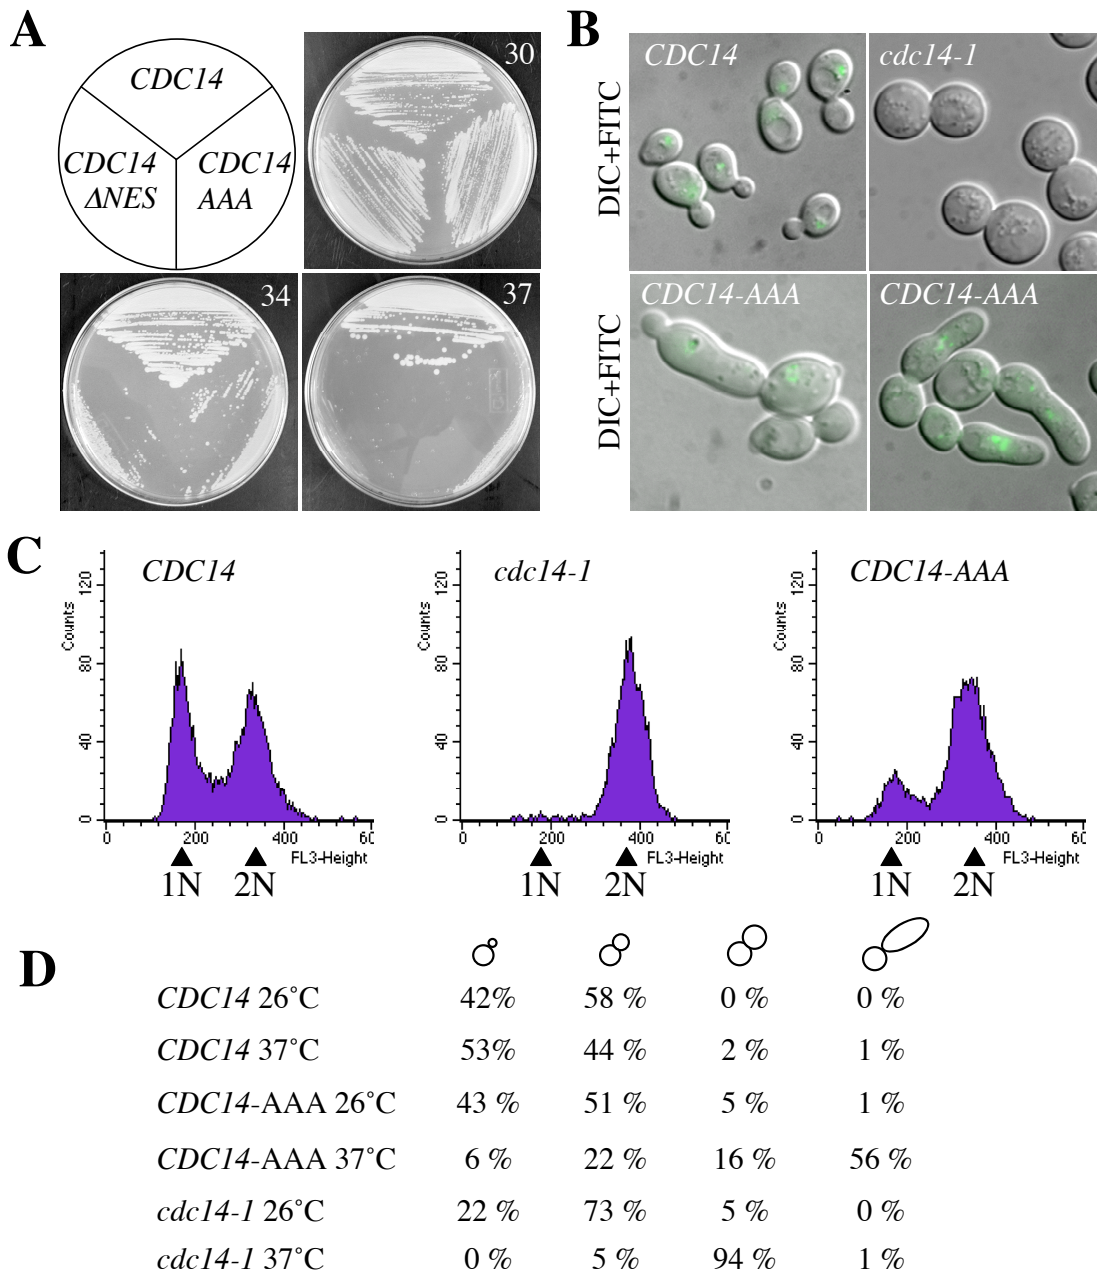 A
CDC14
CDC14
ΔNES
CDC14
AAA
30
34
37
B
DIC+FITC
CDC14
cdc14-1
DIC+FITC
CDC14-AAA
CDC14-AAA
C
CDC14
Counts
120
80
40
0
0 200 400 60
FL3-Height
1N 2N
cdc14-1
Counts
120
80
40
0
0 200 400 60
FL3-Height
1N 2N
CDC14-AAA
Counts
120
80
40
0
0 200 400 60
FL3-Height
1N 2N
D
CDC14 26˚C 42% 58 % 0 % 0 %
CDC14 37˚C 53% 44 % 2 % 1 %
CDC14-AAA 26˚C 43 % 51 % 5 % 1 %
CDC14-AAA 37˚C 6 % 22 % 16 % 56 %
cdc14-1 26˚C 22 % 73 % 5 % 0 %
cdc14-1 37˚C 0 % 5 % 94 % 1 %